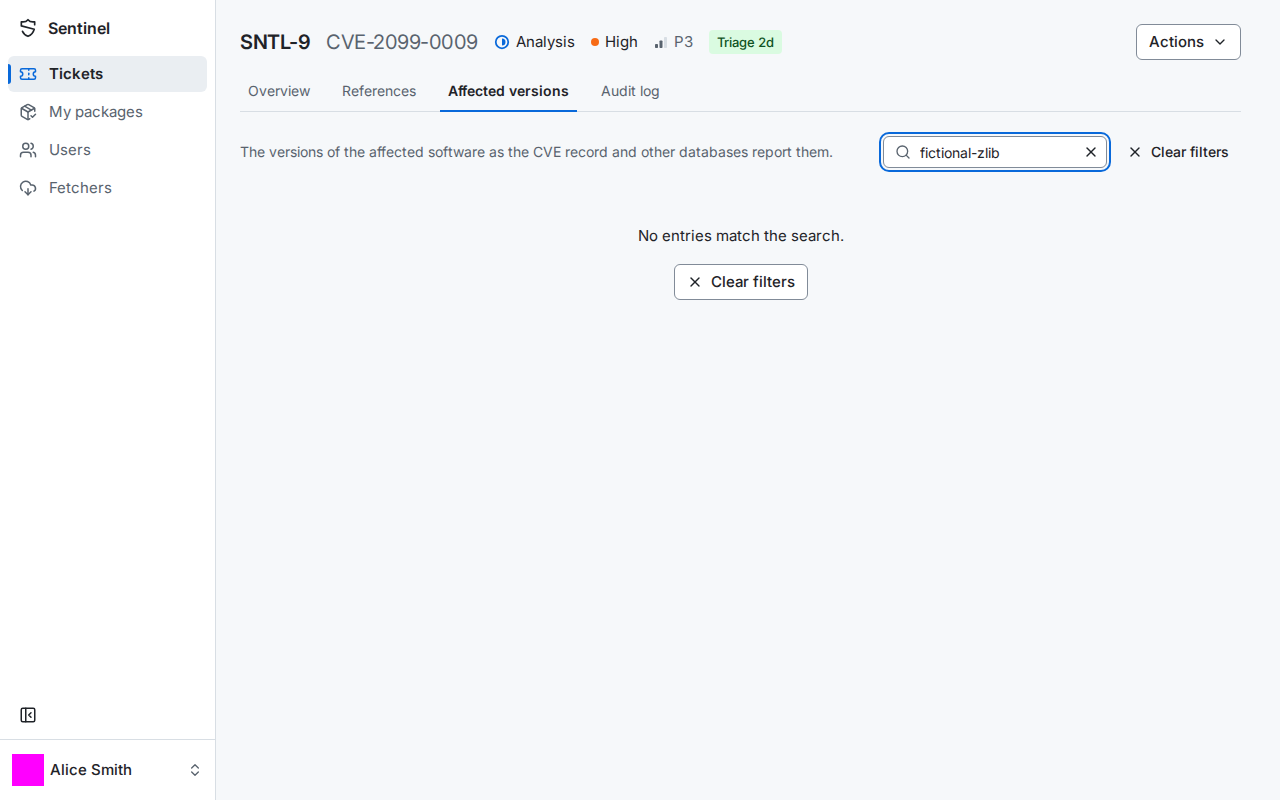 Sentinel
Tickets
My packages
Users
Fetchers
Alice Smith
SNTL-9 CVE-2099-0009 Analysis High P3 Triage 2d
Actions
Overview References Affected versions Audit log
The versions of the affected software as the CVE record and other databases report them.
fictional-zlib
Clear filters
No entries match the search.
Clear filters